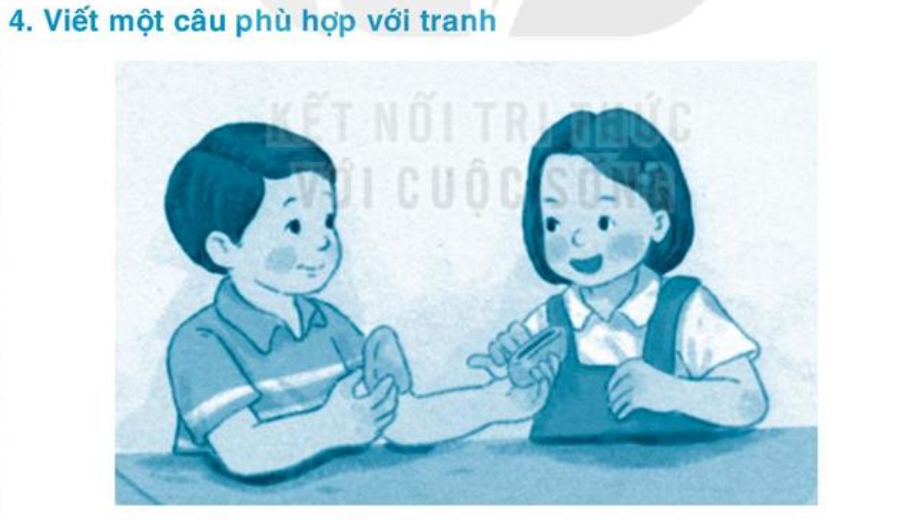 4. Viết một câu phù hợp với tranh
KẾT NỐI TRI THỨC
VỚI CUỘC SỐNG